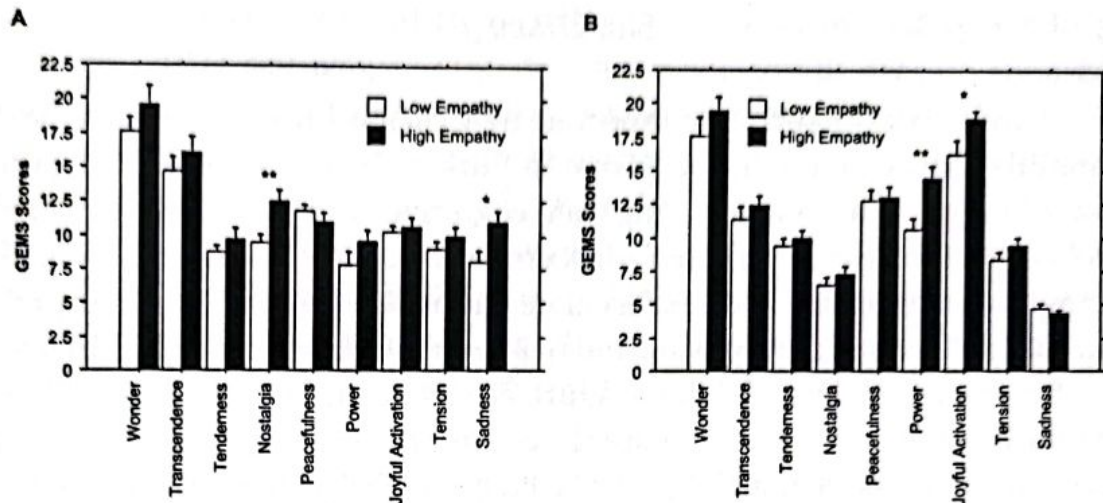 A
B
GEMS Scores
22.5
20
17.5
15
12.5
10
7.5
5
2.5
0
Low Empathy
High Empathy
**
*
Wonder
Transcendence
Tenderness
Nostalgia
Peacefulness
Power
Joyful Activation
Tension
Sadness
GEMS Scores
22.5
20
17.5
15
12.5
10
7.5
5
2.5
0
Low Empathy
High Empathy
**
*
Wonder
Transcendence
Tenderness
Nostalgia
Peacefulness
Power
Joyful Activation
Tension
Sadness